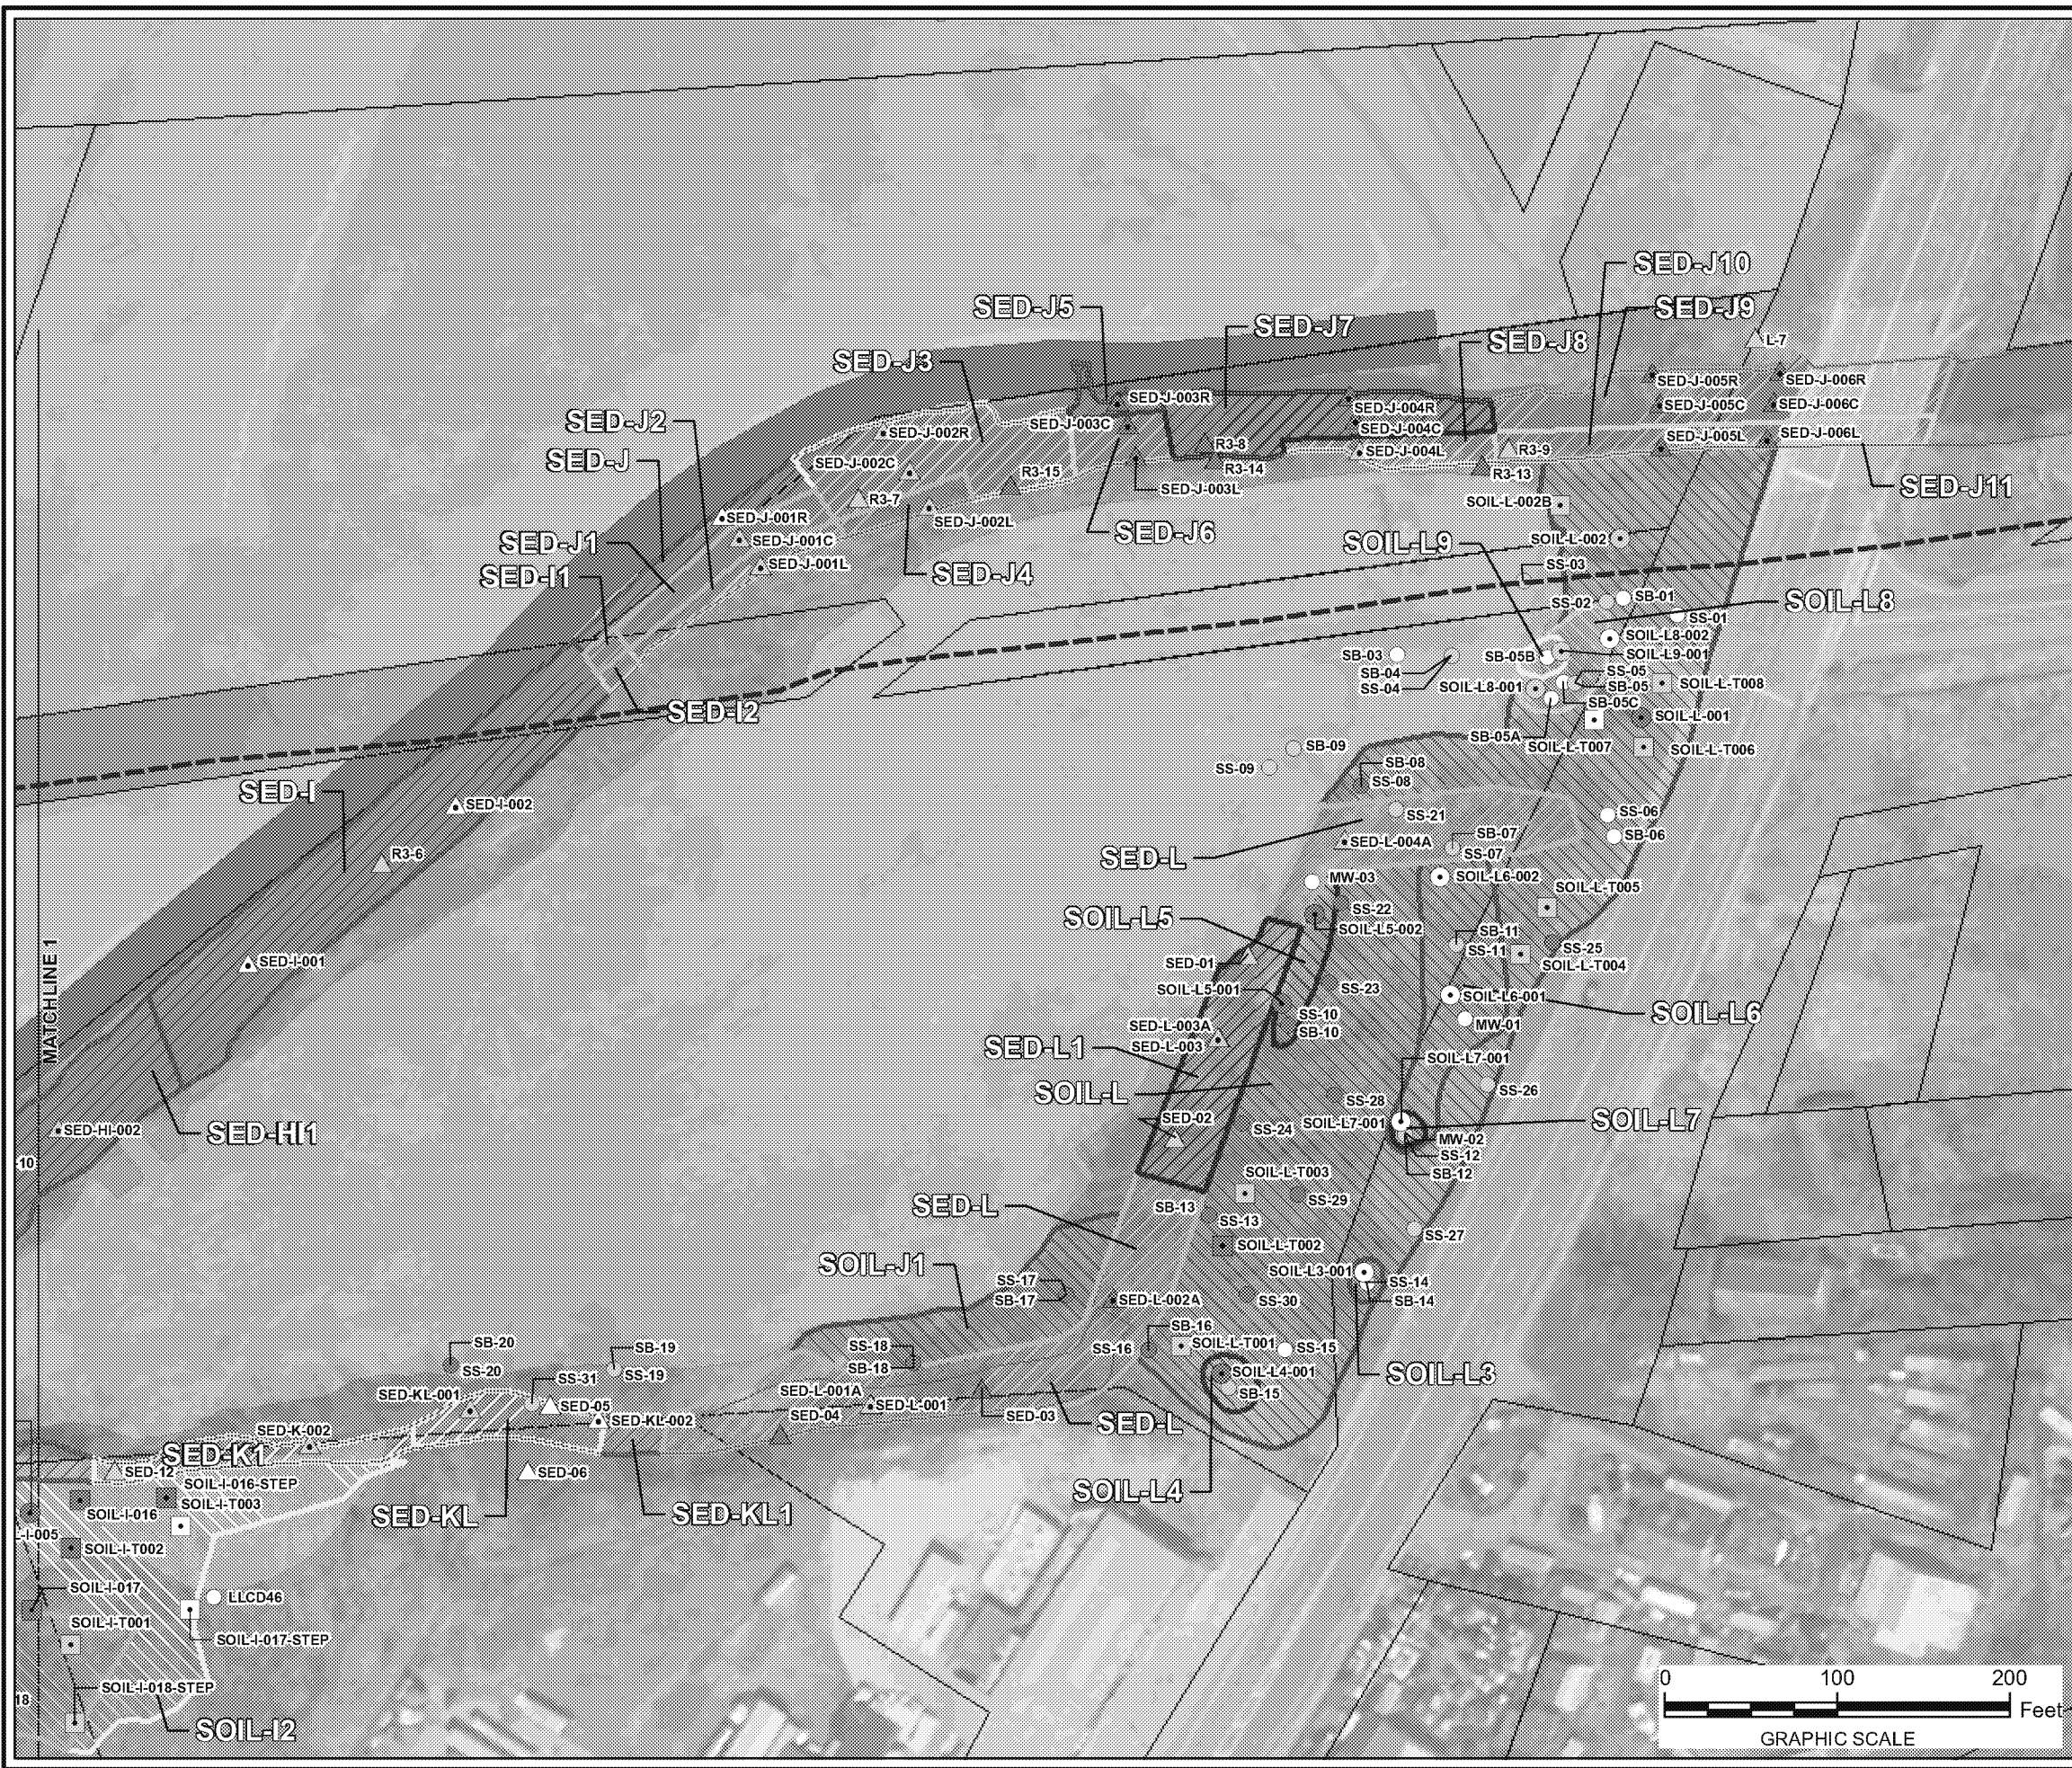 SED-J10
SED-J5
SED-J9
SED-J7
L-7
SED-J8
SED-J3
SED-J-005R
SED-J-006R
SED-J-003R
SED-J-004R
SED-J-005C
SED-J-006C
SED-J2
SED-J-003C
SED-J-004C
SED-J-002R
SED-J-005L
SED-J-006L
R3-8
R3-9
SED-J
SED-J-004L
SED-J-002C
R3-15
R3-14
R3-13
SED-J11
SED-J-003L
R3-7
SOIL-L-002B
SED-J-001R
SED-J-002L
SED-J6
SED-J1
SED-J-001C
SOIL-L9
SOIL-L-002
SED-J-001L
SS-03
SED-I1
SED-J4
SB-01
SS-02
SOIL-L8
SS-01
SOIL-L8-002
SB-03
SB-05B
SOIL-L9-001
SB-04
SS-05
SS-04
SOIL-L8-001
SB-05
SOIL-L-T008
SB-05C
SED-I2
SOIL-L-001
SB-05A
SB-09
SOIL-L-T007
SOIL-L-T006
SS-09
SB-08
SS-08
SED-I
SED-I-002
SS-21
SS-06
SB-07
SB-06
SED-L-004A
SS-07
SED-L
R3-6
MW-03
SOIL-L6-002
SOIL-L-T005
SS-22
SOIL-L5
SOIL-L5-002
SB-11
SS-25
SS-11
SED-01
SED-I-001
SOIL-L-T004
MATCHLINE 1
SOIL-L5-001
SS-23
SOIL-L6-001
SS-10
SOIL-L6
SED-L-003A
SB-10
MW-01
SED-L1
SED-L-003
SOIL-L7-001
SOIL-L
SS-26
SS-28
SED-02
SOIL-L7-001
SOIL-L7
SED-HI-002
SED-HI1
SS-24
MW-02
SS-12
10
SOIL-L-T003
SB-12
SS-29
SED-L
SB-13
SS-13
SS-27
SOIL-L-T002
SOIL-J1
SOIL-L3-001
SS-17
SS-14
SB-17
SED-L-002A
SS-30
SB-14
SB-16
SB-20
SB-19
SS-18
SS-16
SOIL-L-T001
SS-15
SS-20
SS-19
SB-18
SOIL-L4-001
SOIL-L3
SS-31
SED-L-001A
SB-15
SED-KL-001
SED-05
SED-L-001
SED-KL-002
SED-04
SED-03
SED-L
SED-K-002
SED-K1
SED-12
SED-06
SOIL-I-016-STEP
SOIL-L4
SOIL-I-T003
SOIL-I-016
SED-KL
SED-KL1
L-I-005
SOIL-I-T002
SOIL-I-017
LLCD46
SOIL-I-T001
SOIL-I-017-STEP
SOIL-I-018-STEP
18
SOIL-I2
0 100 200
Feet
GRAPHIC SCALE